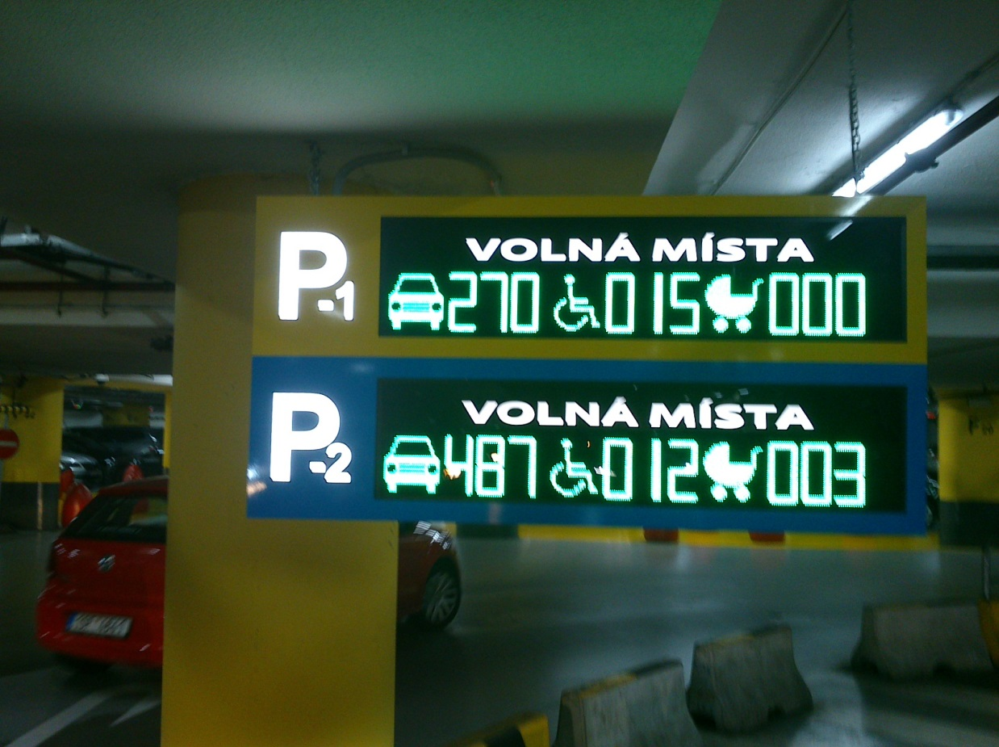 P-1
VOLNÁ MÍSTA
270 015 000
P-2
VOLNÁ MÍSTA
487 012 003